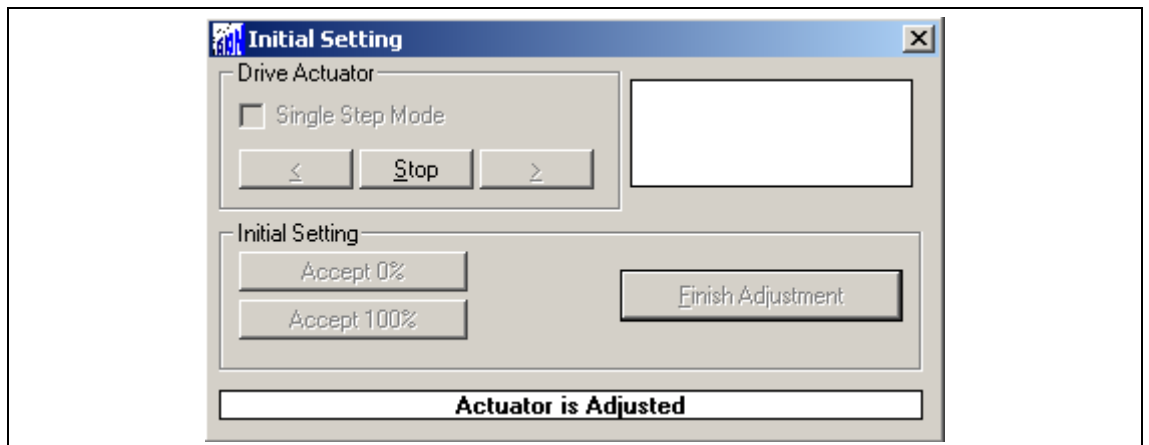 Initial Setting
Drive Actuator
Single Step Mode
< Stop >
Initial Setting
Accept 0%
Finish Adjustment
Accept 100%
Actuator is Adjusted